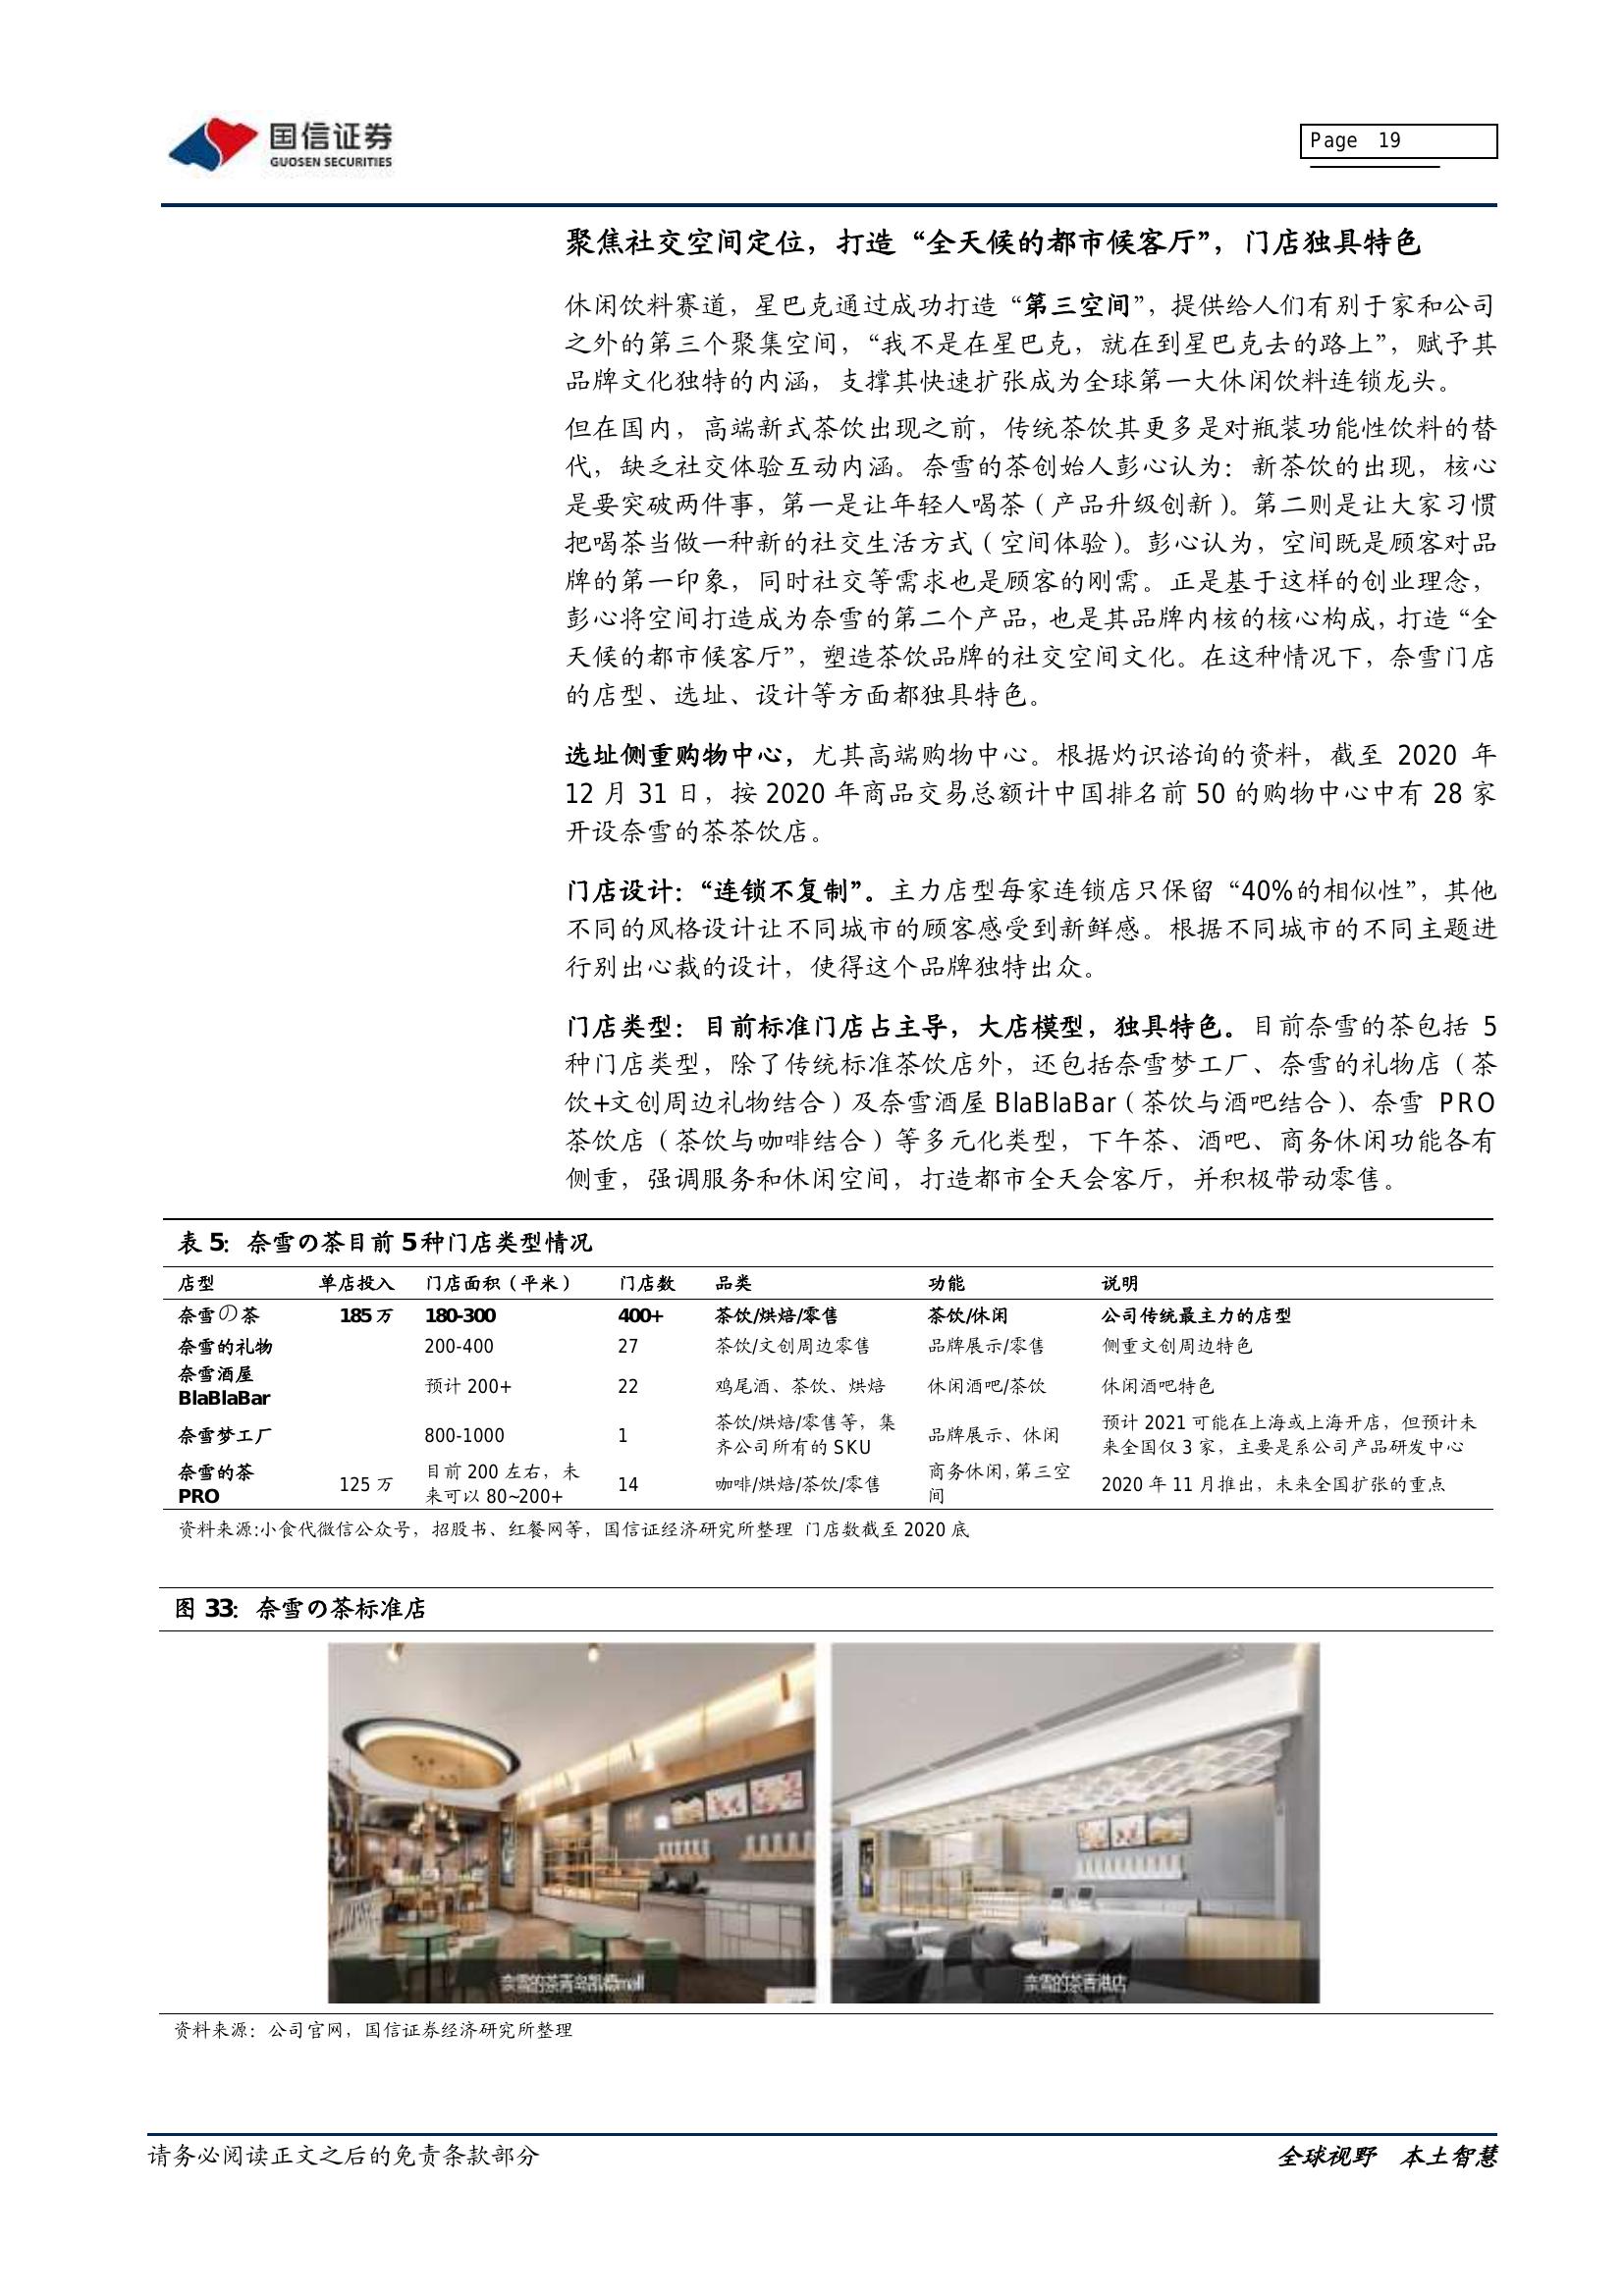 国信证券
GUOSEN SECURITIES
Page 19
聚焦社交空间定位，打造“全天候的都市候客厅”，门店独具特色
休闲饮料赛道，星巴克通过成功打造“第三空间”，提供给人们有别于家和公司
之外的第三个聚集空间，“我不是在星巴克，就在到星巴克去的路上”，赋予其
品牌文化独特的内涵，支撑其快速扩张成为全球第一大休闲饮料连锁龙头。
但在国内，高端新式茶饮出现之前，传统茶饮其更多是对瓶装功能性饮料的替
代，缺乏社交体验互动内涵。奈雪的茶创始人彭心认为：新茶饮的出现，核心
是要突破两件事，第一是让年轻人喝茶（产品升级创新）。第二则是让大家习惯
把喝茶当做一种新的社交生活方式（空间体验）。彭心认为，空间既是顾客对品
牌的第一印象，同时社交等需求也是顾客的刚需。正是基于这样的创业理念，
彭心将空间打造成为奈雪的第二个产品，也是其品牌内核的核心构成，打造“全
天候的都市候客厅”，塑造茶饮品牌的社交空间文化。在这种情况下，奈雪门店
的店型、选址、设计等方面都独具特色。
选址侧重购物中心，尤其高端购物中心。根据灼识谘询的资料，截至 2020 年
12 月 31 日，按 2020 年商品交易总额计中国排名前 50 的购物中心中有 28 家
开设奈雪的茶茶饮店。
门店设计：“连锁不复制”。主力店型每家连锁店只保留“40%的相似性”，其他
不同的风格设计让不同城市的顾客感受到新鲜感。根据不同城市的不同主题进
行别出心裁的设计，使得这个品牌独特出众。
门店类型：目前标准门店占主导，大店模型，独具特色。目前奈雪的茶包括 5
种门店类型，除了传统标准茶饮店外，还包括奈雪梦工厂、奈雪的礼物店（茶
饮+文创周边礼物结合）及奈雪酒屋 BlaBlaBar（茶饮与酒吧结合）、奈雪 PRO
茶饮店（茶饮与咖啡结合）等多元化类型，下午茶、酒吧、商务休闲功能各有
侧重，强调服务和休闲空间，打造都市全天会客厅，并积极带动零售。
表 5：奈雪の茶目前 5 种门店类型情况
店型 单店投入 门店面积（平米） 门店数 品类 功能 说明
奈雪の茶 185 万 180-300 400+ 茶饮/烘焙/零售 茶饮/休闲 公司传统最主力的店型
奈雪的礼物 200-400 27 茶饮/文创周边零售 品牌展示/零售 侧重文创周边特色
奈雪酒屋
BlaBlaBar 预计 200+ 22 鸡尾酒、茶饮、烘焙 休闲酒吧/茶饮 休闲酒吧特色
奈雪梦工厂 800-1000 1 茶饮/烘焙/零售等，集 品牌展示、休闲 预计 2021 可能在上海或上海开店，但预计未
齐公司所有的 SKU 来全国仅 3 家，主要是系公司产品研发中心
奈雪的茶 目前 200 左右，未 商务休闲,第三空
PRO 125 万 来可以 80~200+ 14 咖啡/烘焙/茶饮/零售 间 2020 年 11 月推出，未来全国扩张的重点
资料来源:小食代微信公众号，招股书、红餐网等，国信证经济研究所整理 门店数截至 2020 底
图 33：奈雪の茶标准店
奈雪的茶青岛凯德mall
奈雪的茶香港店
资料来源：公司官网，国信证券经济研究所整理
请务必阅读正文之后的免责条款部分
全球视野 本土智慧